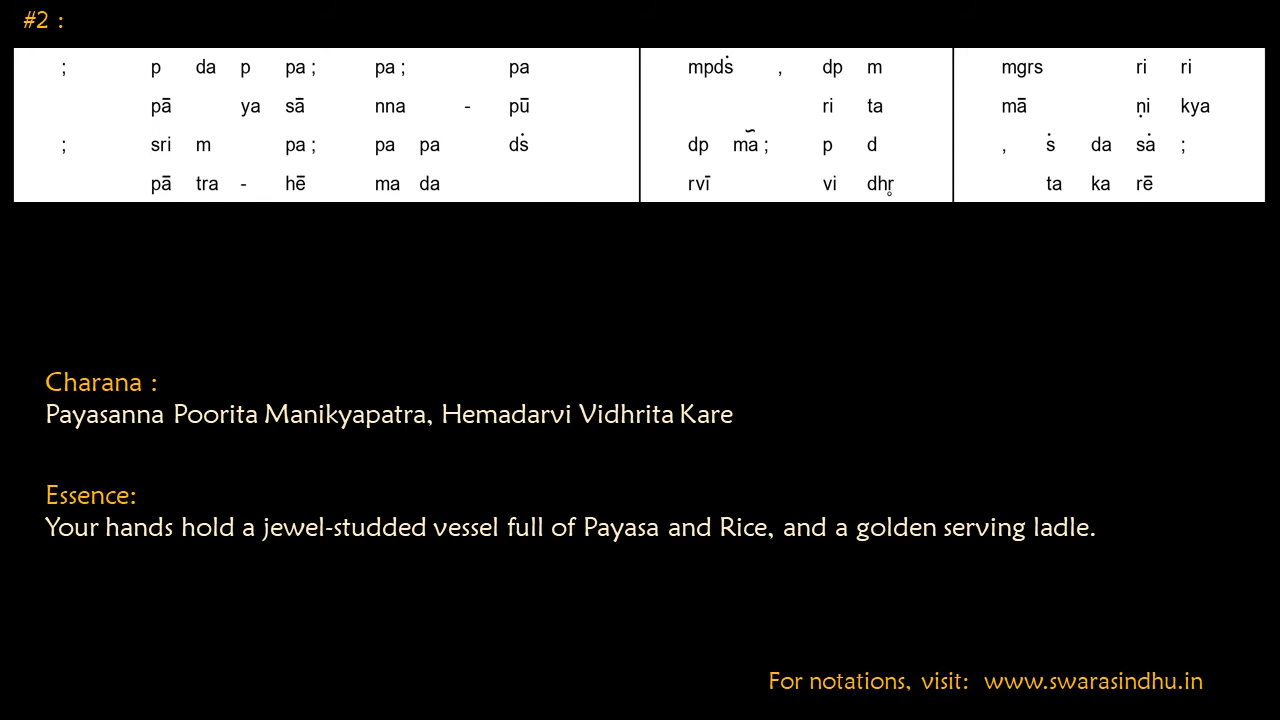 #2 :
; p da p pa ; pa ; pa mpdṡ , dp m mgrs ri ri
pā ya sā nna - pū ri ta mā ṇi kya
; sri m pa ; pa pa dṡ dp ma ; p d , ṡ da sȧ ;
pā tra - hē ma da rvī vi dhr̥ ta ka rē
Charana :
Payasanna Poorita Manikyapatra, Hemadarvi Vidhrita Kare
Essence:
Your hands hold a jewel-studded vessel full of Payasa and Rice, and a golden serving ladle.
For notations, visit: www.swarasindhu.in